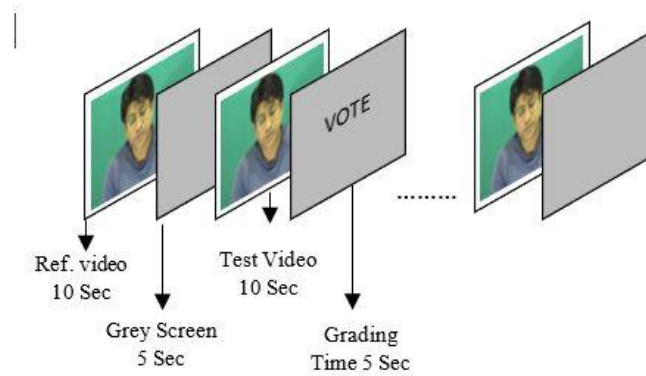 VOTE
.........
Ref. video
10 Sec
Test Video
10 Sec
Grey Screen
5 Sec
Grading
Time 5 Sec